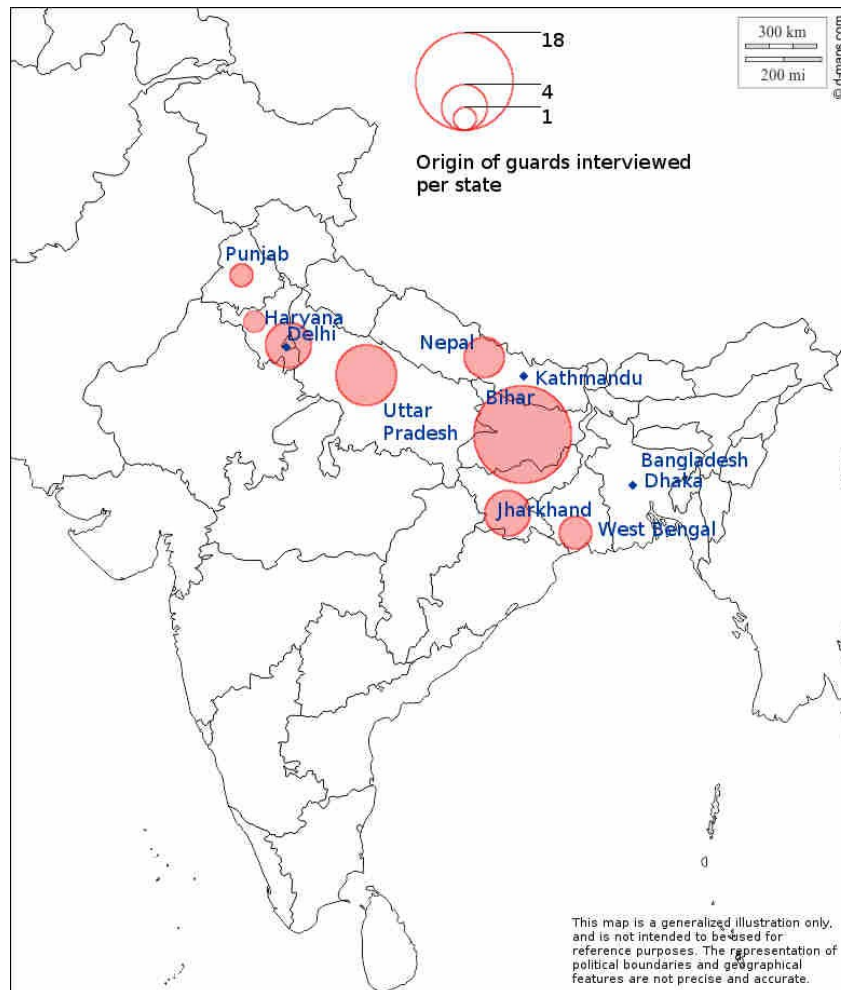 18
4
1
300 km
200 mi
© d-maps.com
Origin of guards interviewed
per state
Punjab
Haryana
Delhi
Nepal
Kathmandu
Bihar
Uttar
Pradesh
Bangladesh
Dhaka
Jharkhand
West Bengal
This map is a generalized illustration only,
and is not intended to be used for
reference purposes. The representation of
political boundaries and geographical
features are not precise and accurate.